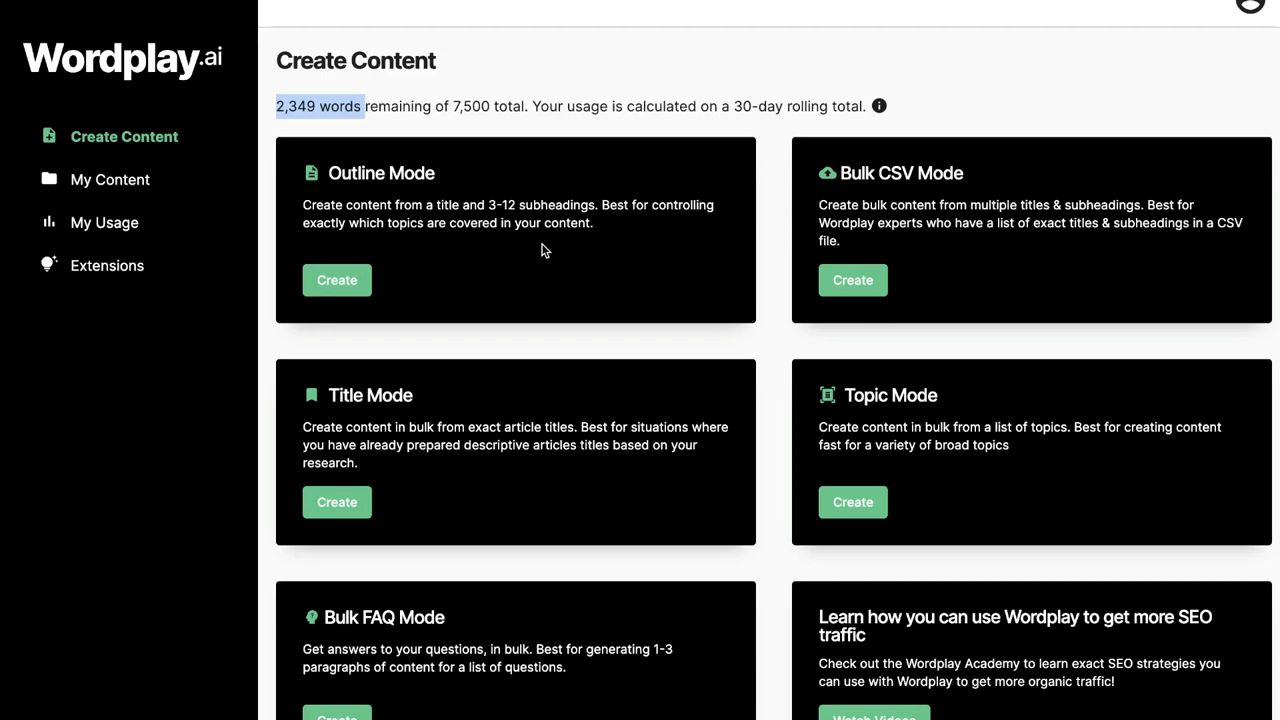 Wordplay.ai
Create Content
My Content
My Usage
Extensions
Create Content
2,349 words remaining of 7,500 total. Your usage is calculated on a 30-day rolling total.
Outline Mode
Create content from a title and 3-12 subheadings. Best for controlling
exactly which topics are covered in your content.
Create
Bulk CSV Mode
Create bulk content from multiple titles & subheadings. Best for
Wordplay experts who have a list of exact titles & subheadings in a CSV
file.
Create
Title Mode
Create content in bulk from exact article titles. Best for situations where
you have already prepared descriptive articles titles based on your
research.
Create
Topic Mode
Create content in bulk from a list of topics. Best for creating content
fast for a variety of broad topics
Create
Bulk FAQ Mode
Get answers to your questions, in bulk. Best for generating 1-3
paragraphs of content for a list of questions.
Create
Learn how you can use Wordplay to get more SEO
traffic
Check out the Wordplay Academy to learn exact SEO strategies you
can use with Wordplay to get more organic traffic!
Watch Videos